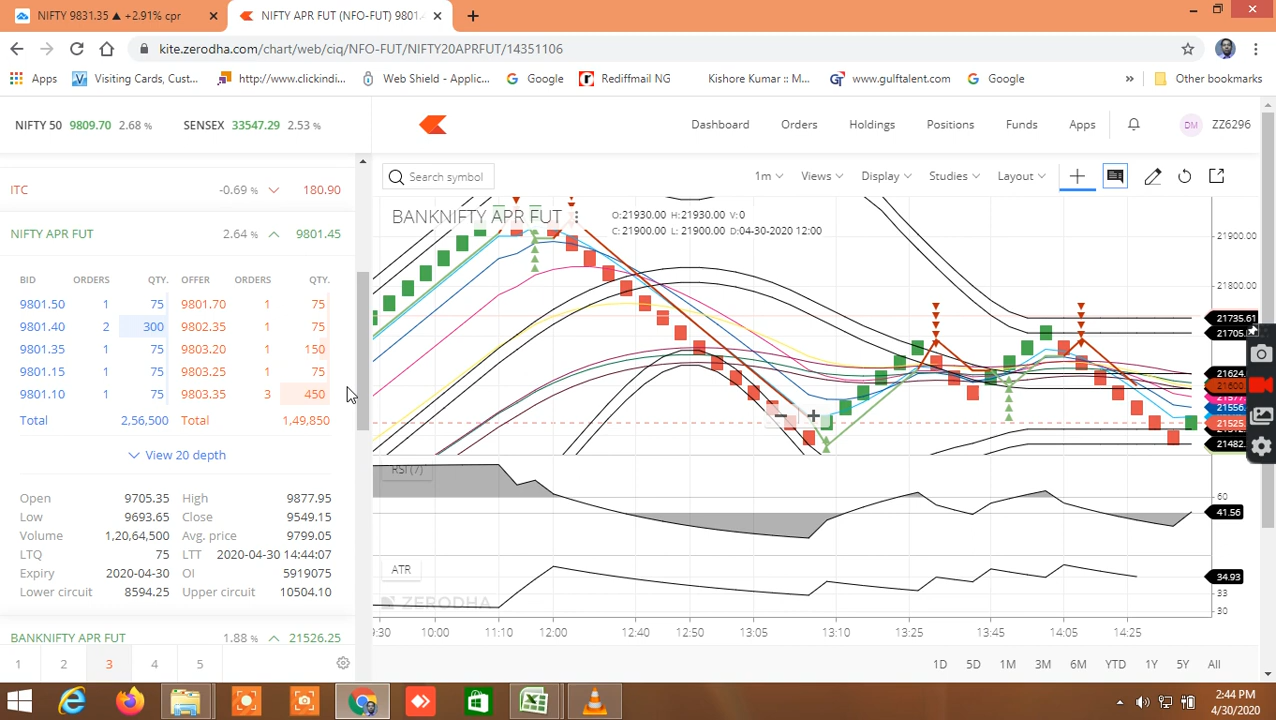 NIFTY 9831.35 ▲ +2.91% cpr
NIFTY APR FUT (NFO-FUT) 9801.
kite.zerodha.com/chart/web/ciq/NFO-FUT/NIFTY20APRFUT/14351106
Apps Visiting Cards, Cust... http://www.clickindi... Web Shield - Applic... Google Rediffmail NG Kishore Kumar :: M... www.gulftalent.com Google » Other bookmarks
NIFTY 50 9809.70 2.68 % SENSEX 33547.29 2.53 %
Dashboard Orders Holdings Positions Funds Apps DM ZZ6296
ITC -0.69 % 180.90
NIFTY APR FUT 2.64 % 9801.45
BID ORDERS QTY. OFFER ORDERS QTY.
9801.50 1 75 9801.70 1 75
9801.40 2 300 9802.35 1 75
9801.35 1 75 9803.20 1 150
9801.15 1 75 9803.25 1 75
9801.10 1 75 9803.35 3 450
Total 2,56,500 Total 1,49,850
View 20 depth
Open 9705.35 High 9877.95
Low 9693.65 Close 9549.15
Volume 1,20,64,500 Avg. price 9799.05
LTQ 75 LTT 2020-04-30 14:44:07
Expiry 2020-04-30 OI 5919075
Lower circuit 8594.25 Upper circuit 10504.10
BANKNIFTY APR FUT 1.88 % 21526.25
1 2 3 4 5
Search symbol 1m Views Display Studies Layout
BANKNIFTY APR FUT
O:21930.00 H:21930.00 V:0
C:21900.00 L:21900.00 D:04-30-2020 12:00
21900.00
21800.00
21735.61
21705.
21624.
21600.
21577.
21556.
21525.
21482.
RSI (7)
60
41.56
ATR
34.93
33
30
ZERODHA
9:30 10:00 11:10 12:00 12:40 12:50 13:05 13:10 13:25 13:45 14:05 14:25
1D 5D 1M 3M 6M YTD 1Y 5Y All
2:44 PM
4/30/2020